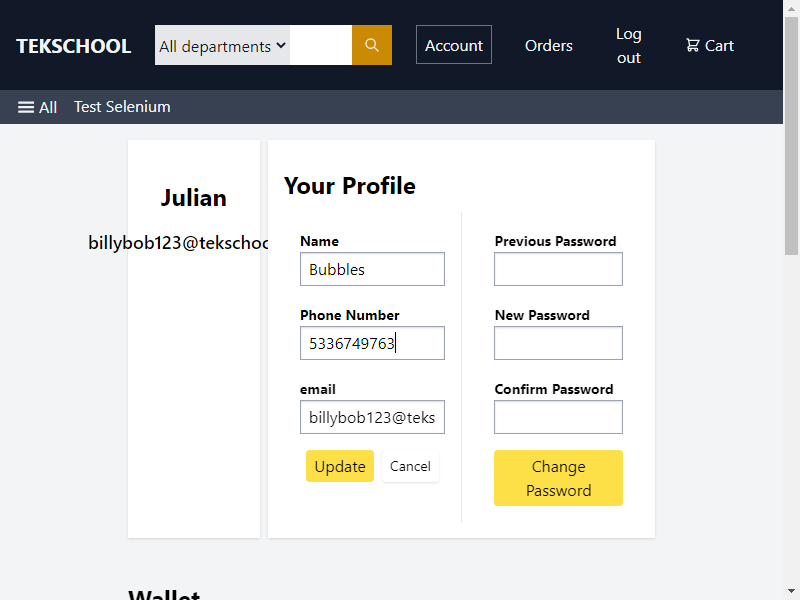 TEKSCHOOL
All departments
Account
Orders
Log out
Cart
All
Test Selenium
Julian
billybob123@tekschoo
Your Profile
Name
Bubbles
Phone Number
5336749763
email
billybob123@teks
Update
Cancel
Previous Password
New Password
Confirm Password
Change
Password
Wallet